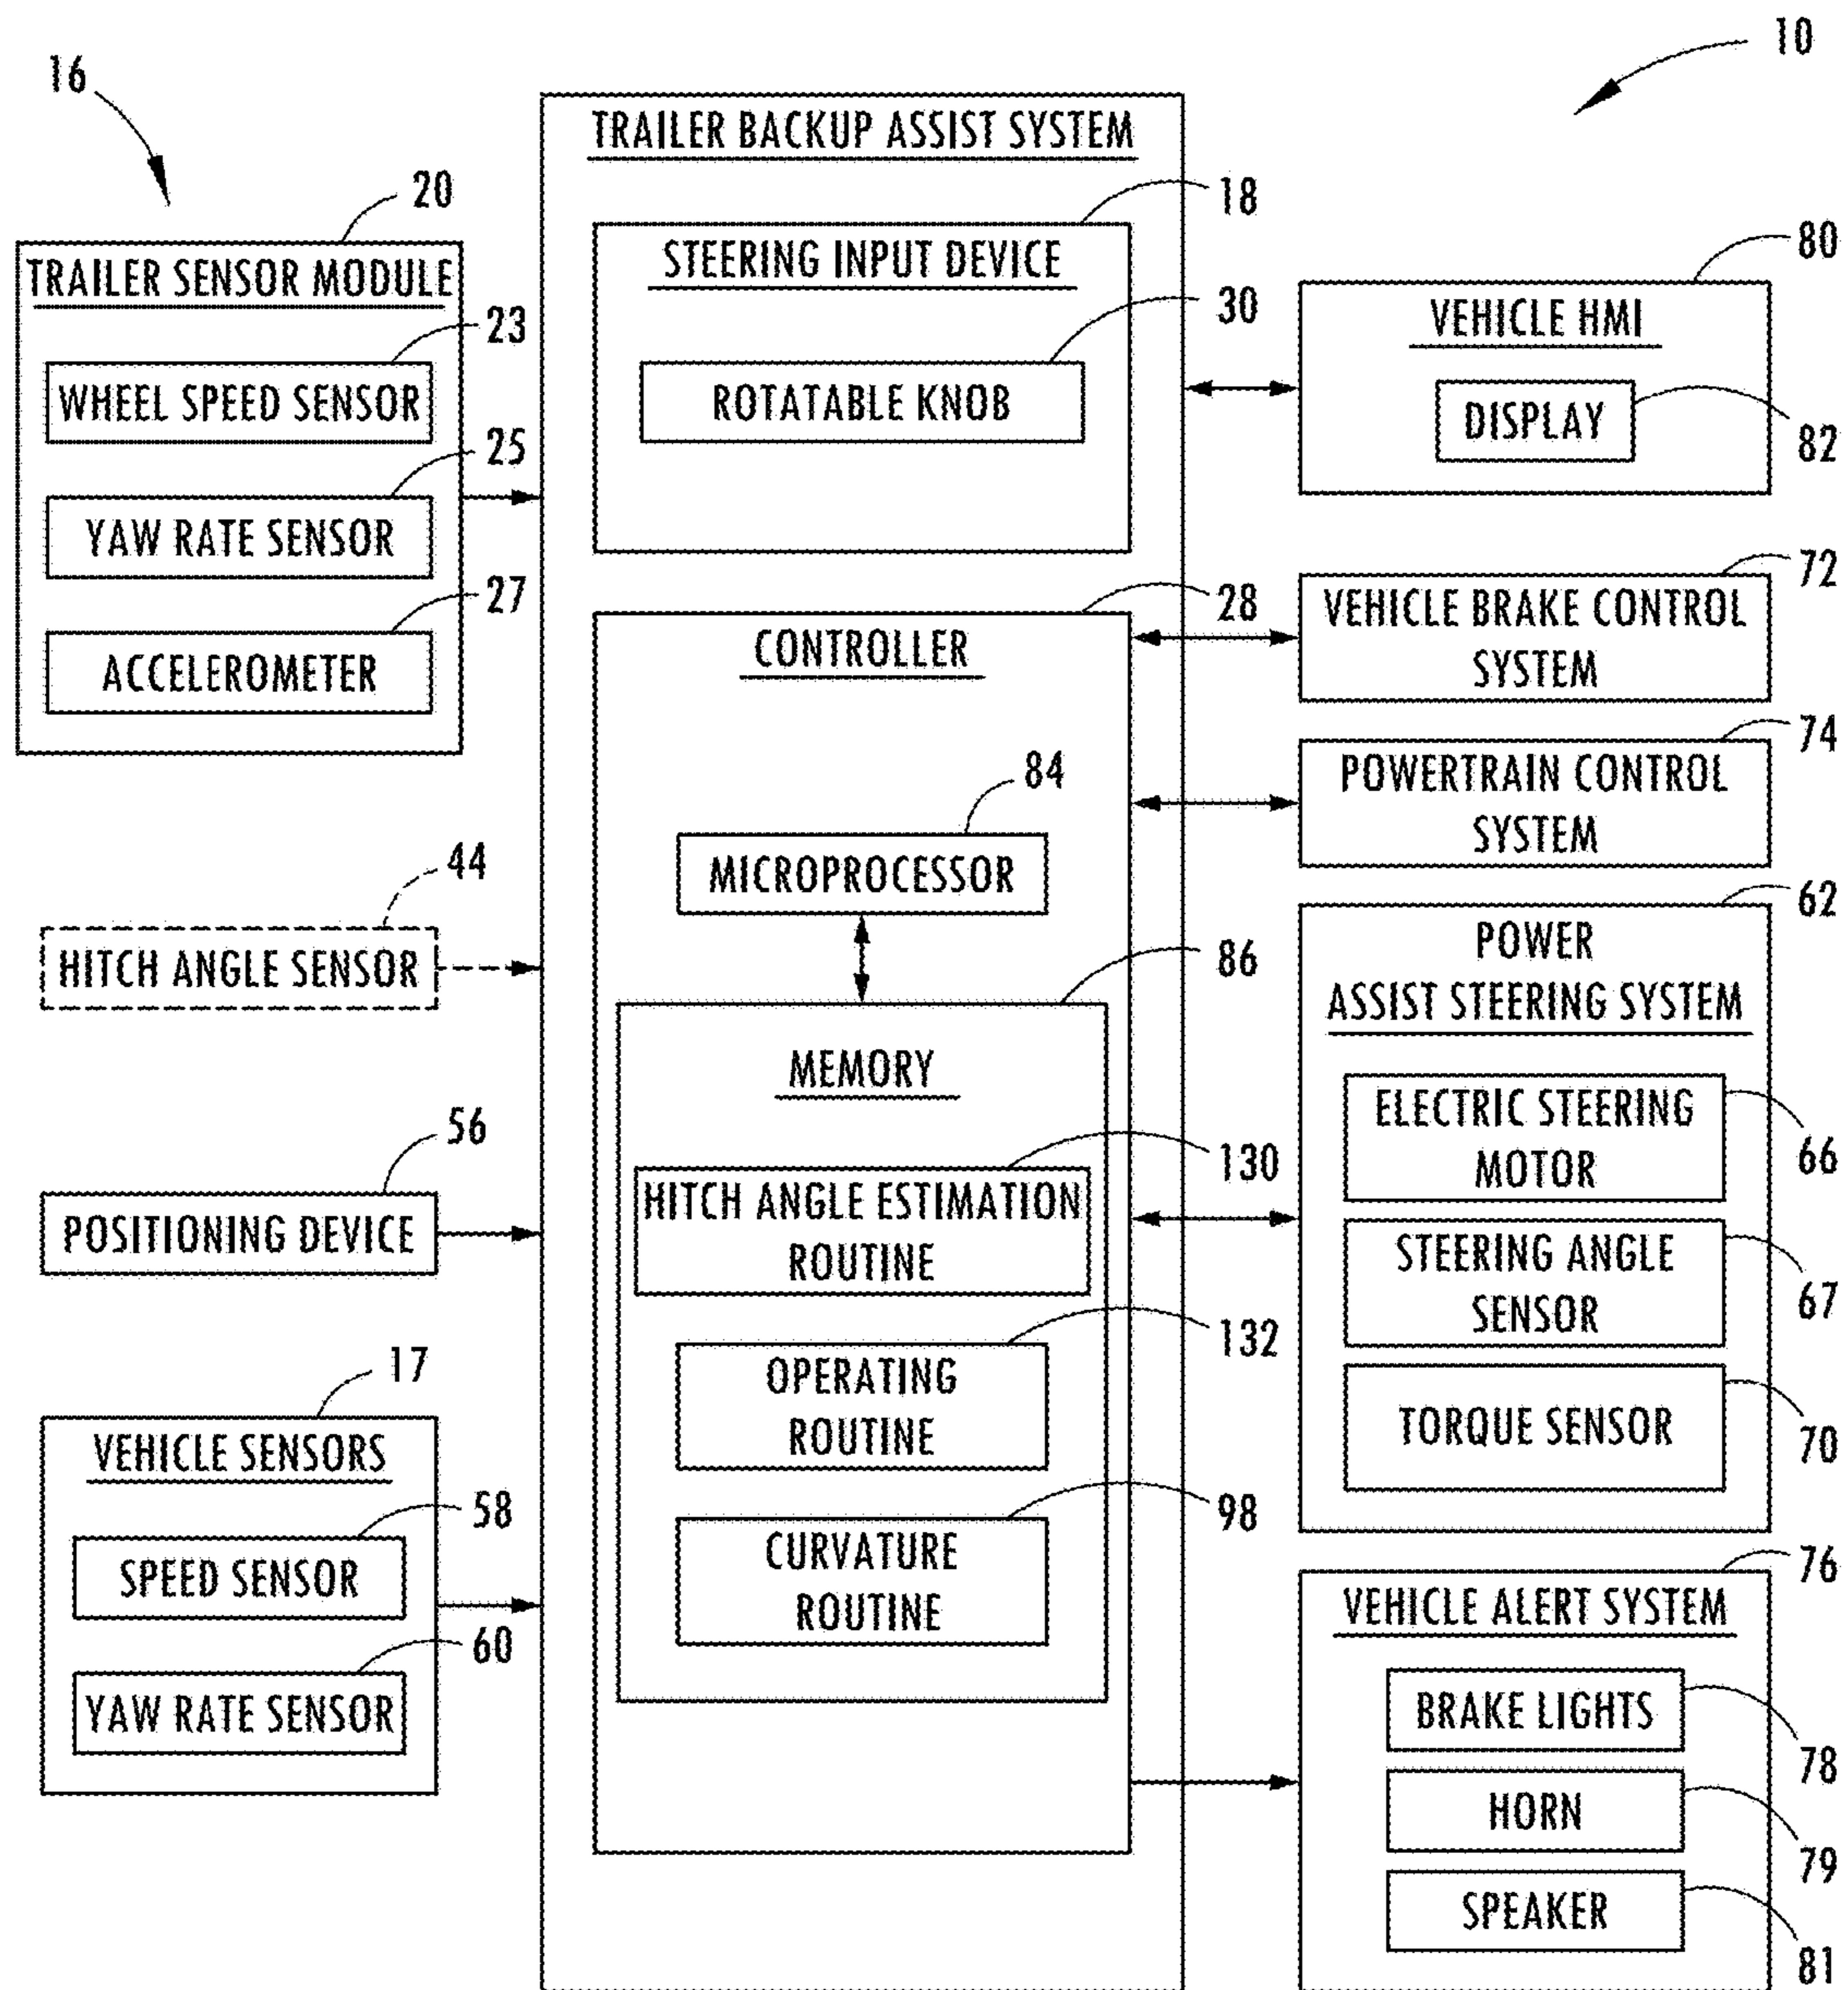 10
16
TRAILER BACKUP ASSIST SYSTEM
20
18
TRAILER SENSOR MODULE
23
WHEEL SPEED SENSOR
25
YAW RATE SENSOR
27
ACCELEROMETER
STEERING INPUT DEVICE
30
ROTATABLE KNOB
80
VEHICLE HMI
DISPLAY
82
28
CONTROLLER
72
VEHICLE BRAKE CONTROL
SYSTEM
74
POWERTRAIN CONTROL
SYSTEM
84
MICROPROCESSOR
44
HITCH ANGLE SENSOR
86
MEMORY
62
POWER
ASSIST STEERING SYSTEM
ELECTRIC STEERING
MOTOR
66
STEERING ANGLE
SENSOR
67
TORQUE SENSOR
70
56
POSITIONING DEVICE
130
HITCH ANGLE ESTIMATION
ROUTINE
132
OPERATING
ROUTINE
98
CURVATURE
ROUTINE
17
VEHICLE SENSORS
58
SPEED SENSOR
60
YAW RATE SENSOR
76
VEHICLE ALERT SYSTEM
BRAKE LIGHTS
78
HORN
79
SPEAKER
81